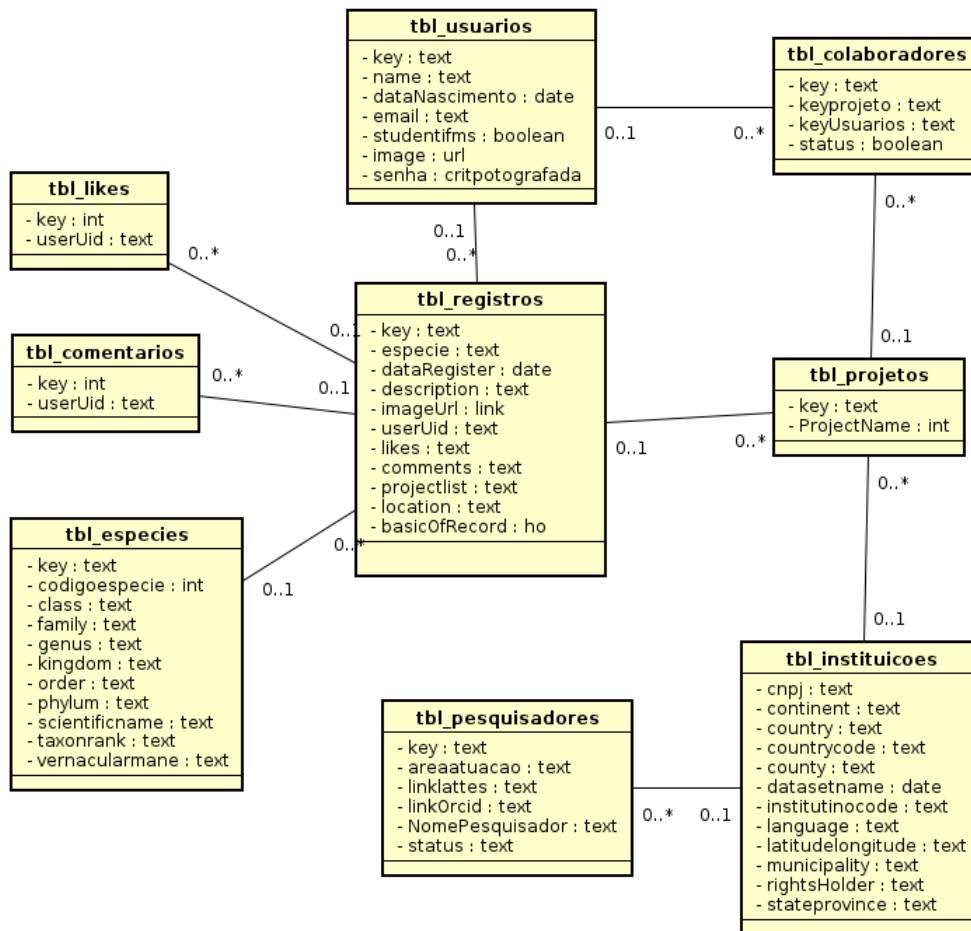 tbl_usuarios
- key : text
- name : text
- dataNascimento : date
- email : text
- studentifms : boolean
- image : url
- senha : critpotografada
tbl_colaboradores
- key : text
- keyprojeto : text
- keyUsuarios : text
- status : boolean
0..1
0..*
tbl_likes
- key : int
- userUid : text
0..*
0..1
0..1
0..*
0..*
0..1
tbl_registros
- key : text
- especie : text
- dataRegister : date
- description : text
- imageUrl : link
- userUid : text
- likes : text
- comments : text
- projectlist : text
- location : text
- basicOfRecord : ho
tbl_comentarios
- key : int
- userUid : text
0..*
0..1
tbl_projetos
- key : text
- ProjectName : int
0..1
0..*
0..*
0..1
tbl_especies
- key : text
- codigoespecie : int
- class : text
- family : text
- genus : text
- kingdom : text
- order : text
- phylum : text
- scientificname : text
- taxonrank : text
- vernacularmane : text
0..*
0..1
tbl_pesquisadores
- key : text
- areaatuacao : text
- linklattes : text
- linkOrcid : text
- NomePesquisador : text
- status : text
0..*
0..1
tbl_instituicoes
- cnpj : text
- continent : text
- country : text
- countrycode : text
- county : text
- datasetname : date
- institutinocode : text
- language : text
- latitudelongitude : text
- municipality : text
- rightsHolder : text
- stateprovince : text